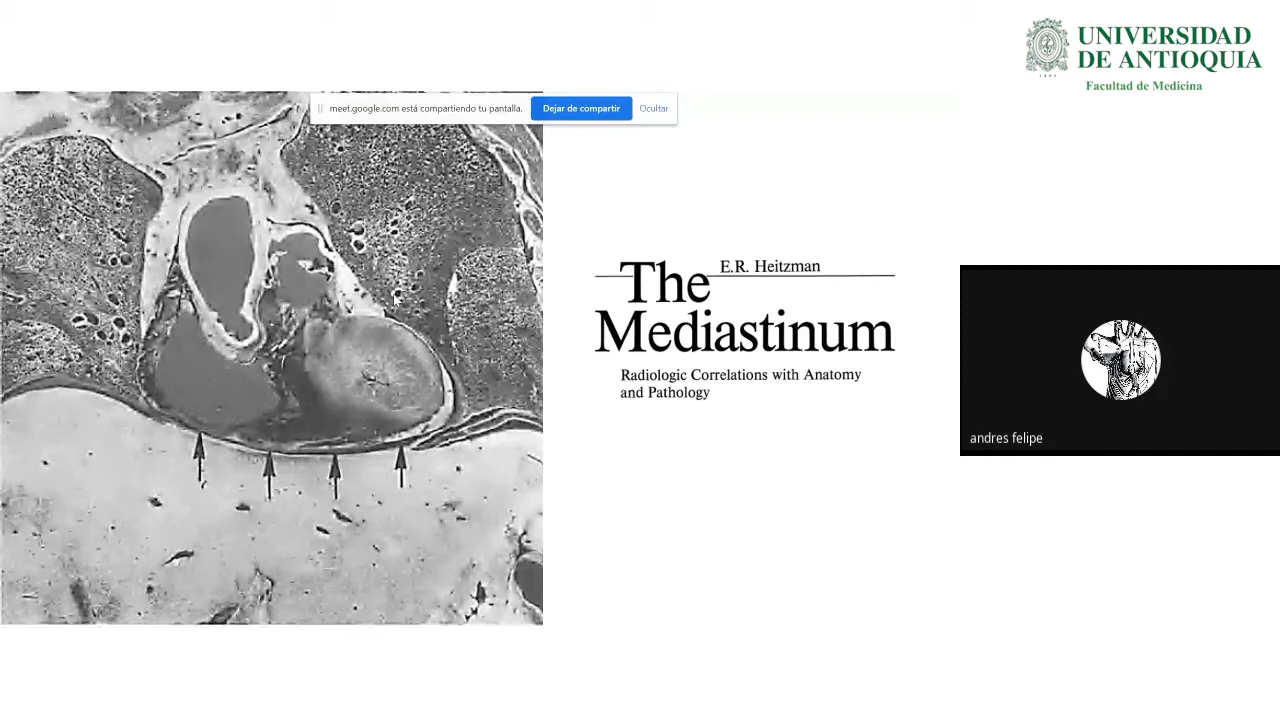 UNIVERSIDAD
DE ANTIOQUIA
1803
Facultad de Medicina
meet.google.com está compartiendo tu pantalla.
Dejar de compartir
Ocultar
E.R. Heitzman
The
Mediastinum
Radiologic Correlations with Anatomy
and Pathology
andres felipe